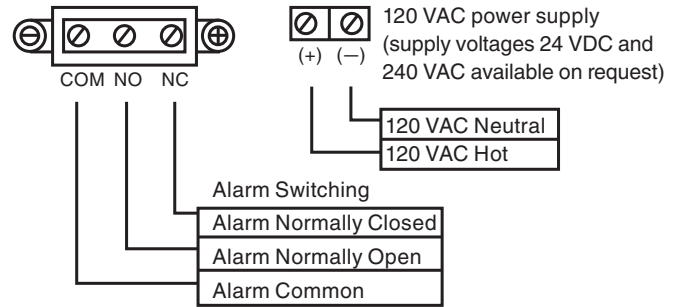 120 VAC power supply
(supply voltages 24 VDC and
240 VAC available on request)
(+) (—)
COM NO NC
120 VAC Neutral
120 VAC Hot
Alarm Switching
Alarm Normally Closed
Alarm Normally Open
Alarm Common